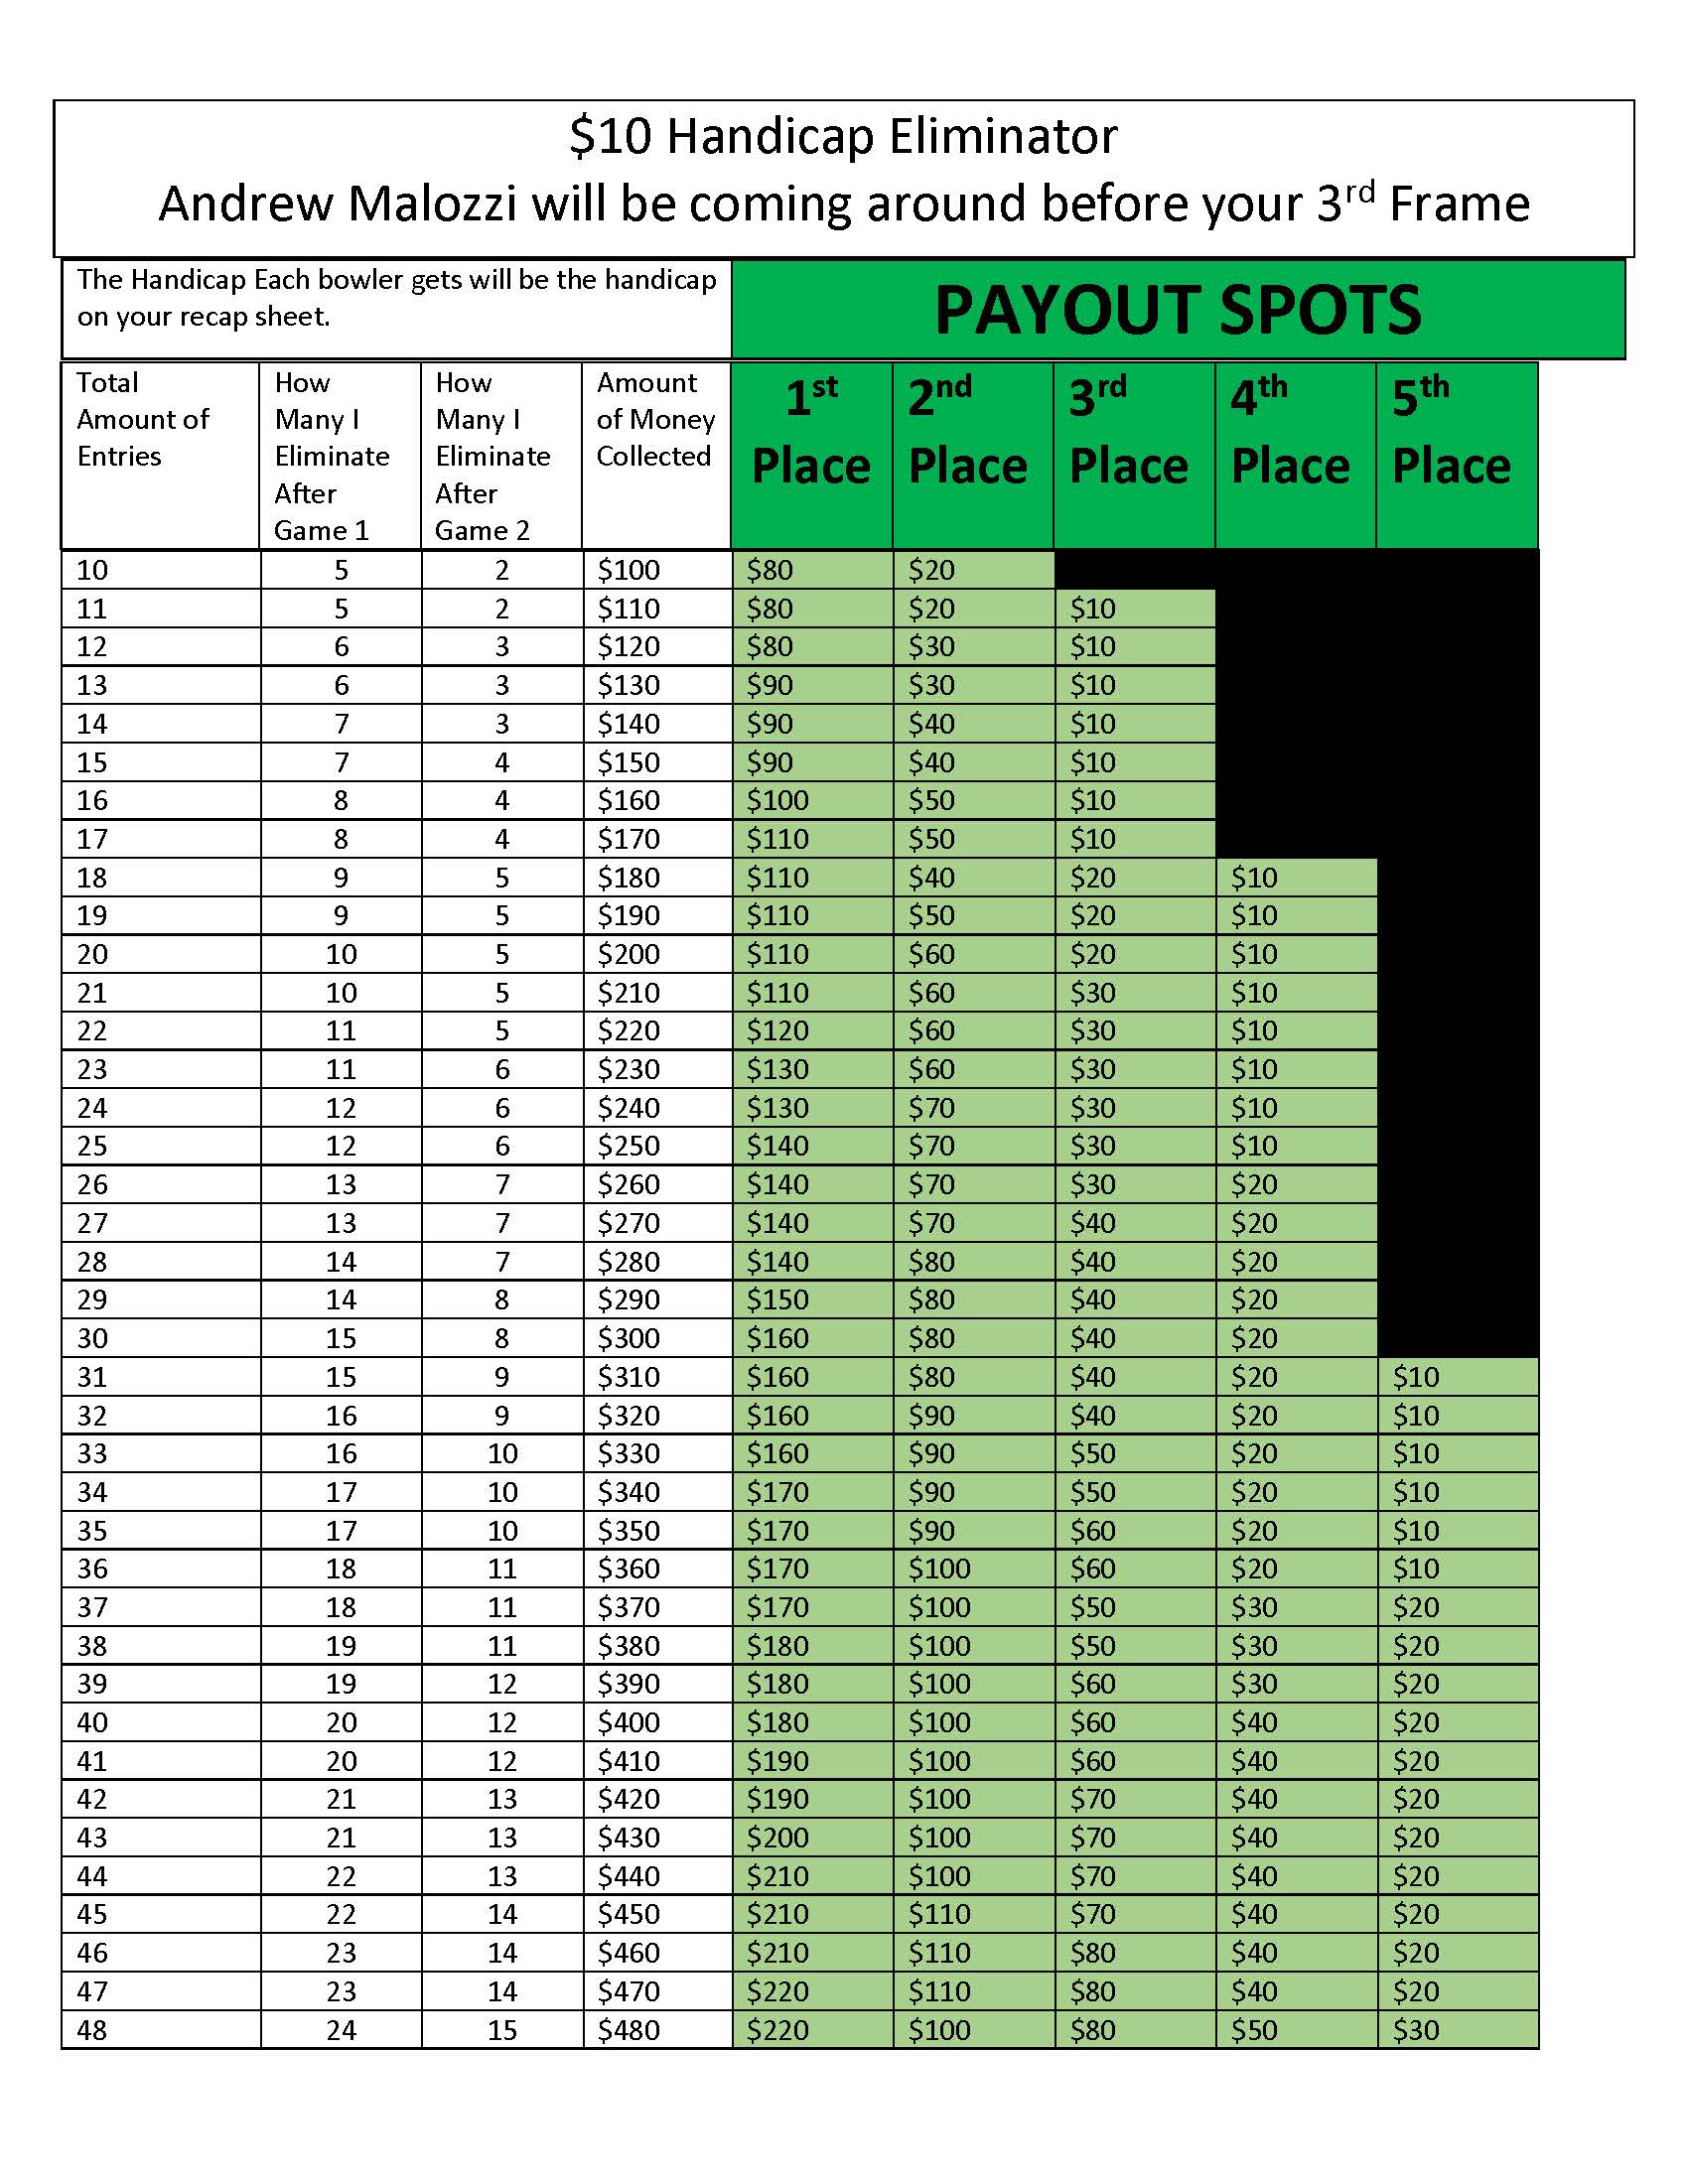 $10 Handicap Eliminator
Andrew Malozzi will be coming around before your 3rd Frame
The Handicap Each bowler gets will be the handicap
on your recap sheet.
PAYOUT SPOTS
Total
Amount of
Entries
How
Many I
Eliminate
After
Game 1
How
Many I
Eliminate
After
Game 2
Amount
of Money
Collected
1st
Place
2nd
Place
3rd
Place
4th
Place
5th
Place
10 5 2 $100 $80 $20
11 5 2 $110 $80 $20 $10
12 6 3 $120 $80 $30 $10
13 6 3 $130 $90 $30 $10
14 7 3 $140 $90 $40 $10
15 7 4 $150 $90 $40 $10
16 8 4 $160 $100 $50 $10
17 8 4 $170 $110 $50 $10
18 9 5 $180 $110 $40 $20 $10
19 9 5 $190 $110 $50 $20 $10
20 10 5 $200 $110 $60 $20 $10
21 10 5 $210 $110 $60 $30 $10
22 11 5 $220 $120 $60 $30 $10
23 11 6 $230 $130 $60 $30 $10
24 12 6 $240 $130 $70 $30 $10
25 12 6 $250 $140 $70 $30 $10
26 13 7 $260 $140 $70 $30 $20
27 13 7 $270 $140 $70 $40 $20
28 14 7 $280 $140 $80 $40 $20
29 14 8 $290 $150 $80 $40 $20
30 15 8 $300 $160 $80 $40 $20
31 15 9 $310 $160 $80 $40 $20 $10
32 16 9 $320 $160 $90 $40 $20 $10
33 16 10 $330 $160 $90 $50 $20 $10
34 17 10 $340 $170 $90 $50 $20 $10
35 17 10 $350 $170 $90 $60 $20 $10
36 18 11 $360 $170 $100 $60 $20 $10
37 18 11 $370 $170 $100 $50 $30 $20
38 19 11 $380 $180 $100 $50 $30 $20
39 19 12 $390 $180 $100 $60 $30 $20
40 20 12 $400 $180 $100 $60 $40 $20
41 20 12 $410 $190 $100 $60 $40 $20
42 21 13 $420 $190 $100 $70 $40 $20
43 21 13 $430 $200 $100 $70 $40 $20
44 22 13 $440 $210 $100 $70 $40 $20
45 22 14 $450 $210 $110 $70 $40 $20
46 23 14 $460 $210 $110 $80 $40 $20
47 23 14 $470 $220 $110 $80 $40 $20
48 24 15 $480 $220 $100 $80 $50 $30